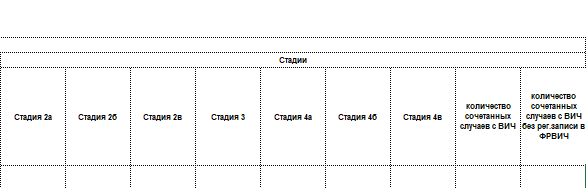 Стадии
Стадия 2а Стадия 2б Стадия 2в Стадия 3 Стадия 4а Стадия 4б Стадия 4в
количество
сочетанных
случаев с ВИЧ
количество
сочетанных
случаев с ВИЧ
без рег.записи в
ФРВИЧ